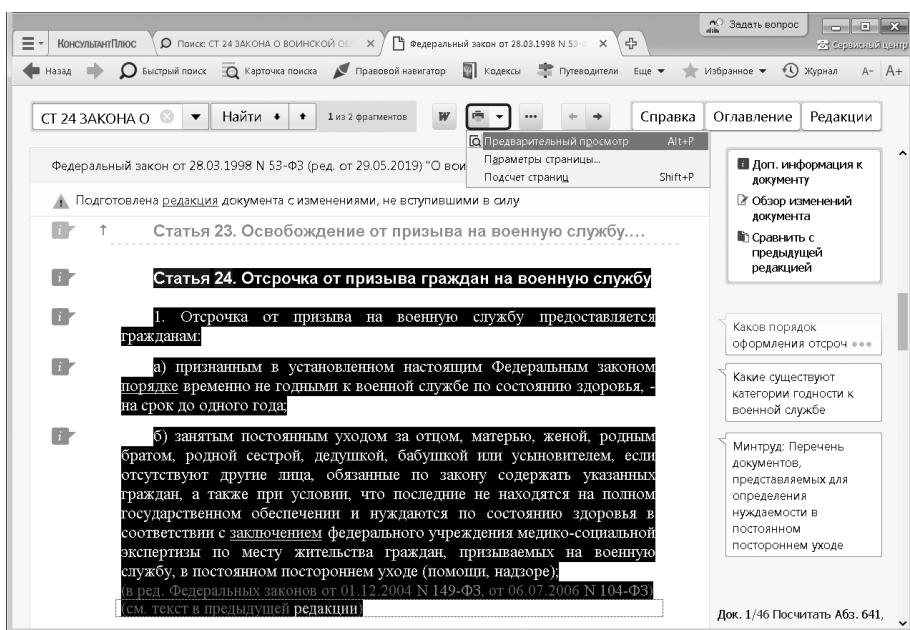 Задать вопрос
КонсультантПлюс
Поиск: СТ 24 ЗАКОНА О ВОИНСКОЙ
Федеральный закон от 28.03.1998 N 53-
Сервисный центр
Назад
Быстрый поиск
Карточка поиска
Правовой навигатор
Кодексы
Путеводители
Еще
Избранное
Журнал
A-
A+
СТ 24 ЗАКОНА О
Найти
1 из 2 фрагментов
W
Справка
Оглавление
Редакции
Предварительный просмотр Alt+P
Параметры страницы...
Подсчет страниц Shift+P
Федеральный закон от 28.03.1998 N 53-ФЗ (ред. от 29.05.2019) "О вои
Подготовлена редакция документа с изменениями, не вступившими в силу
Статья 23. Освобождение от призыва на военную службу....
Статья 24. Отсрочка от призыва граждан на военную службу
1. Отсрочка от призыва на военную службу предоставляется
гражданам:
а) признанным в установленном настоящим Федеральным законом
порядке временно не годными к военной службе по состоянию здоровья, -
на срок до одного года;
б) занятым постоянным уходом за отцом, матерью, женой, родным
братом, родной сестрой, дедушкой, бабушкой или усыновителем, если
отсутствуют другие лица, обязанные по закону содержать указанных
граждан, а также при условии, что последние не находятся на полном
государственном обеспечении и нуждаются по состоянию здоровья в
соответствии с заключением федерального учреждения медико-социальной
экспертизы по месту жительства граждан, призываемых на военную
службу, в постоянном постороннем уходе (помощи, надзоре);
(в ред. Федеральных законов от 01.12.2004 N 149-ФЗ, от 06.07.2006 N 104-ФЗ)
(см. текст в предыдущей редакции)
Доп. информация к
документу
Обзор изменений
документа
Сравнить с
предыдущей
редакцией
Каков порядок
оформления отсроч
Какие существуют
категории годности к
военной службе
Минтруд: Перечень
документов,
представляемых для
определения
нуждаемости в
постоянном
постороннем уходе
Док. 1/46 Посчитать Абз. 641,